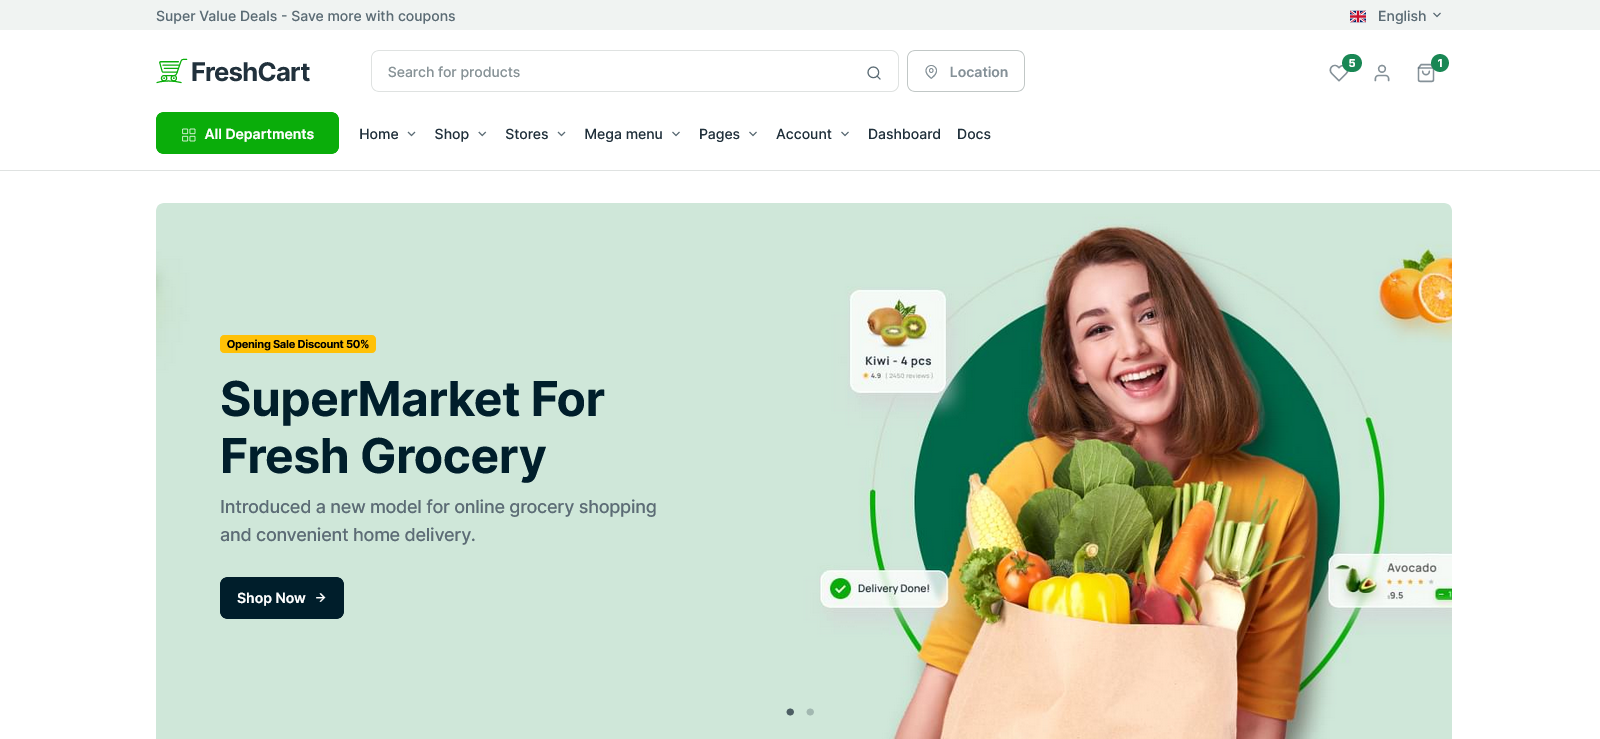 Super Value Deals - Save more with coupons
English
FreshCart
Search for products
Location
5
1
All Departments
Home
Shop
Stores
Mega menu
Pages
Account
Dashboard
Docs
Opening Sale Discount 50%
SuperMarket For
Fresh Grocery
Introduced a new model for online grocery shopping
and convenient home delivery.
Shop Now
Kiwi - 4 pcs
4.9 ( 2450 reviews )
Delivery Done!
Avocado
9.5